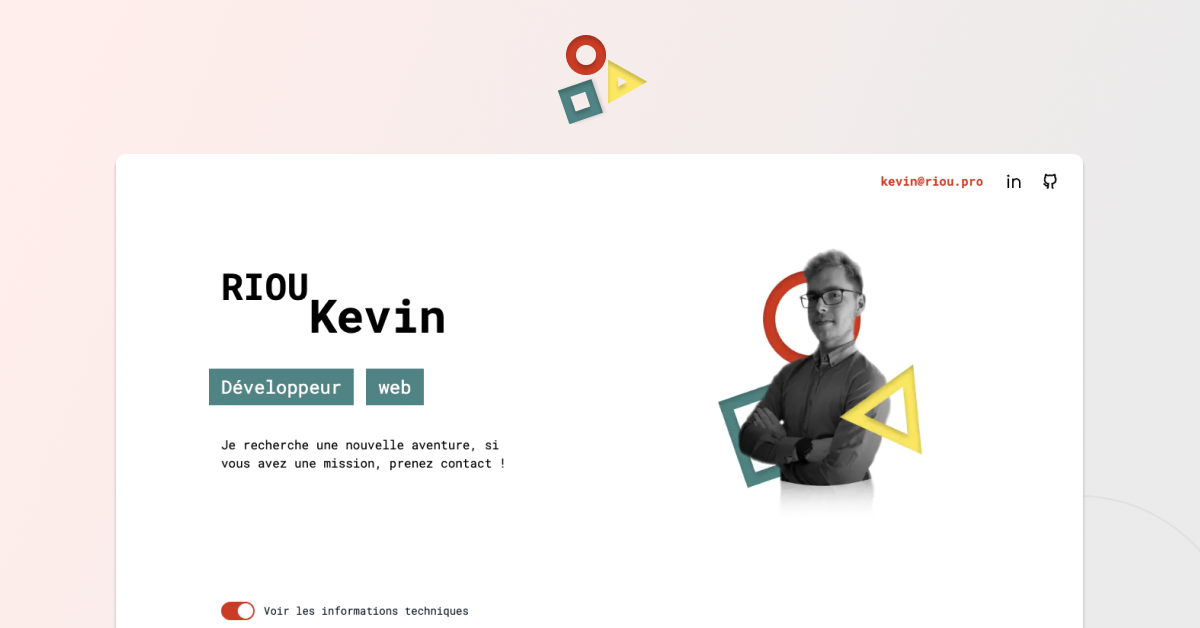 kevin@riou.pro
in
RIOU
Kevin
Développeur web
Je recherche une nouvelle aventure, si
vous avez une mission, prenez contact !
Voir les informations techniques